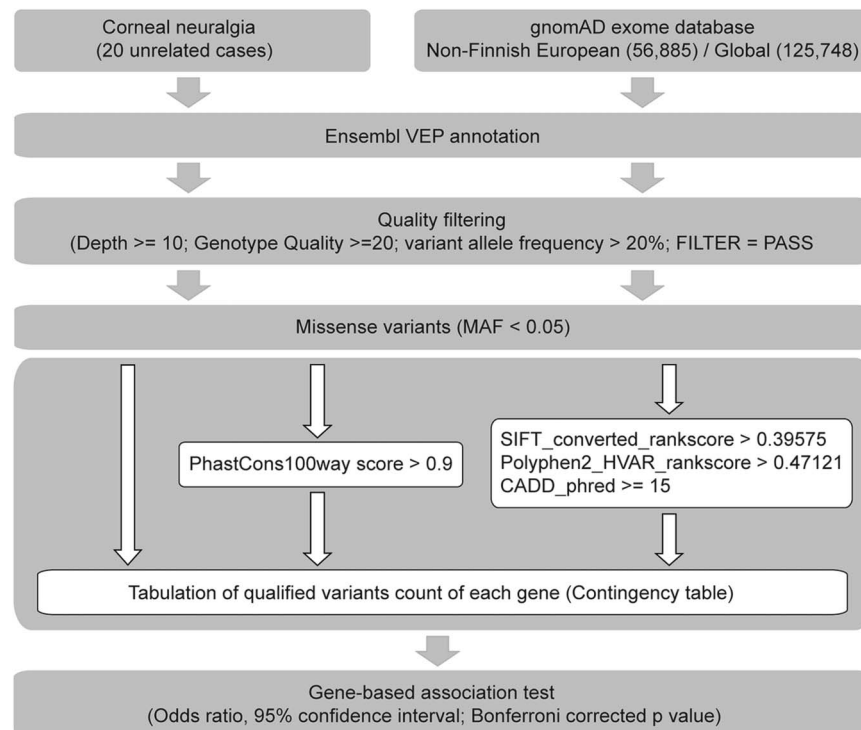 Corneal neuralgia
(20 unrelated cases)
gnomAD exome database
Non-Finnish European (56,885) / Global (125,748)
Ensembl VEP annotation
Quality filtering
(Depth >= 10; Genotype Quality >=20; variant allele frequency > 20%; FILTER = PASS
Missense variants (MAF < 0.05)
PhastCons100way score > 0.9
SIFT_converted_rankscore > 0.39575
Polyphen2_HVAR_rankscore > 0.47121
CADD_phred >= 15
Tabulation of qualified variants count of each gene (Contingency table)
Gene-based association test
(Odds ratio, 95% confidence interval; Bonferroni corrected p value)